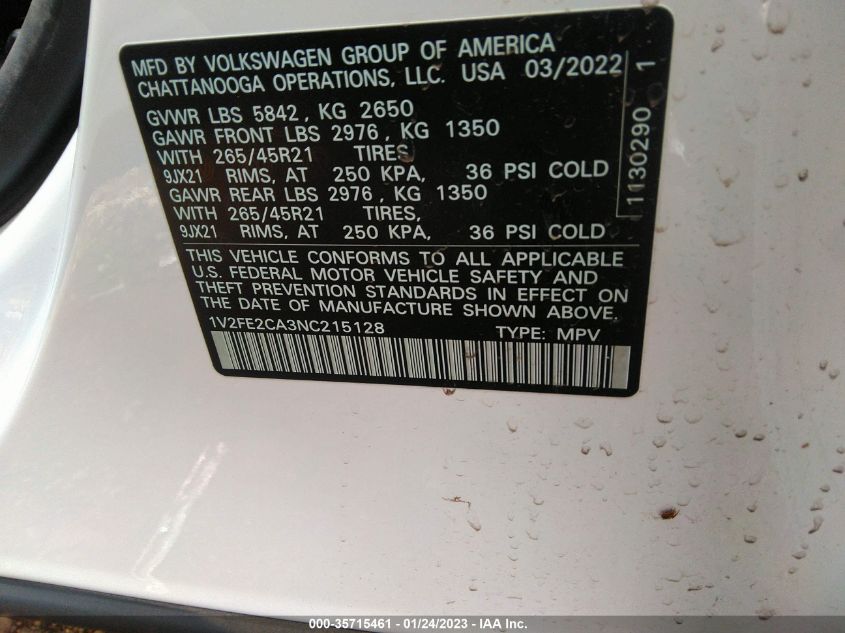 MFD BY VOLKSWAGEN GROUP OF AMERICA
CHATTANOOGA OPERATIONS, LLC. USA 03/2022
GVWR LBS 5842, KG 2650
GAWR FRONT LBS 2976, KG 1350
WITH 265/45R21 TIRES
9JX21 RIMS, AT 250 KPA, 36 PSI COLD
GAWR REAR LBS 2976, KG 1350
WITH 265/45R21 TIRES,
9JX21 RIMS, AT 250 KPA, 36 PSI COLD
1130290 1
THIS VEHICLE CONFORMS TO ALL APPLICABLE
U.S. FEDERAL MOTOR VEHICLE SAFETY AND
THEFT PREVENTION STANDARDS IN EFFECT ON
THE DATE OF MANUFACTURE SHOWN ABOVE.
1V2FE2CA3NC215128 TYPE: MPV
000-35715461 - 01/24/2023 - © IAA Inc.